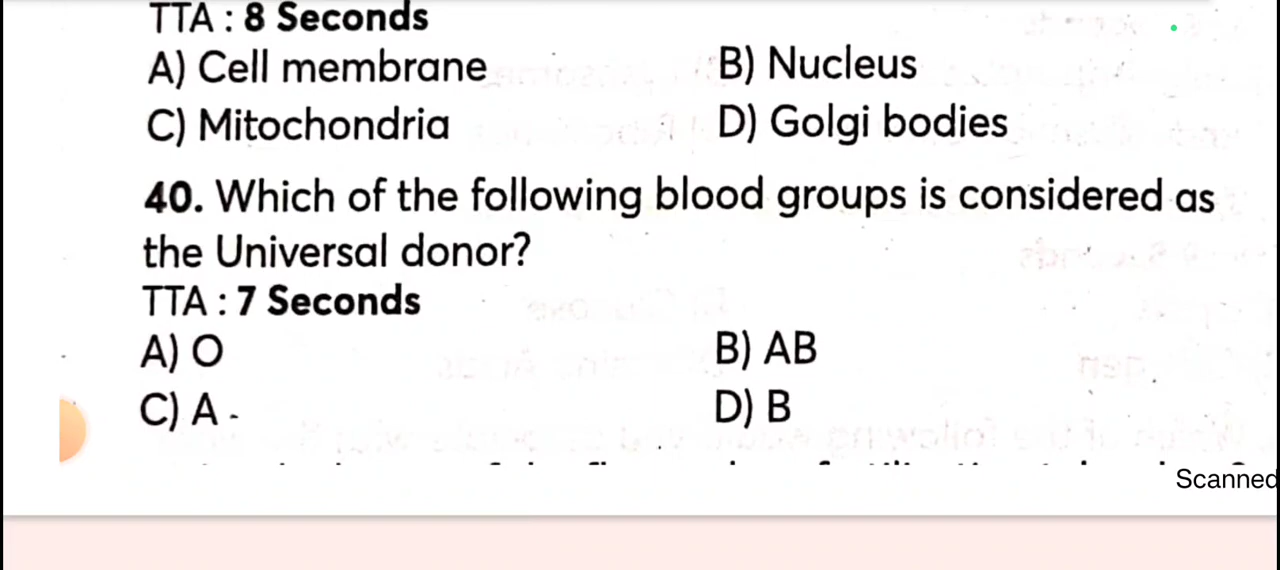 TTA : 8 Seconds
A) Cell membrane B) Nucleus
C) Mitochondria D) Golgi bodies
40. Which of the following blood groups is considered as
the Universal donor?
TTA : 7 Seconds
A) O B) AB
C) A - D) B
Scanned